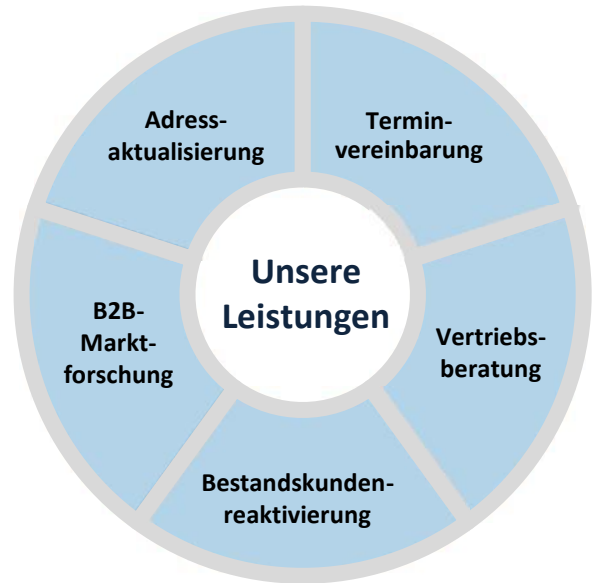 Adress-
aktualisierung
Termin-
vereinbarung
Unsere
Leistungen
B2B-
Markt-
forschung
Vertriebs-
beratung
Bestandskunden-
reaktivierung